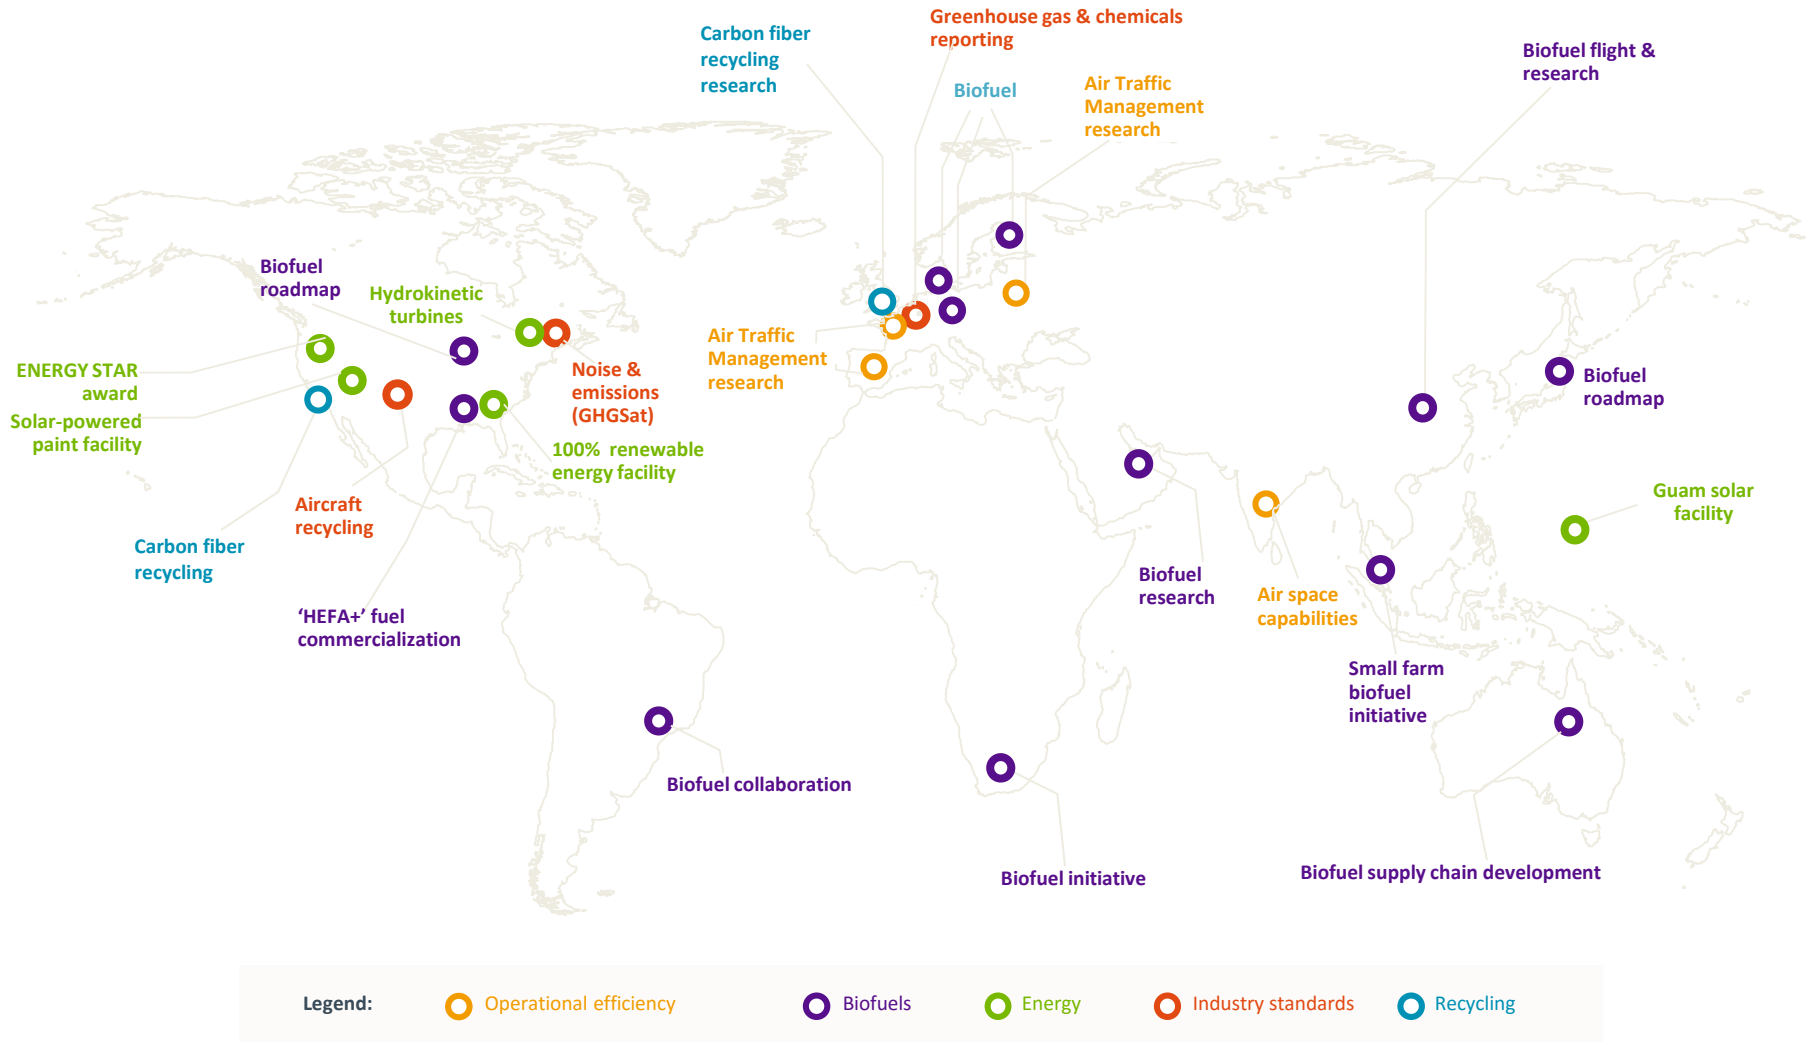 Greenhouse gas & chemicals
reporting
Carbon fiber
recycling
research
Biofuel flight &
research
Biofuel
Air Traffic
Management
research
Biofuel
roadmap
Hydrokinetic
turbines
Air Traffic
Management
research
ENERGY STAR
award
Solar-powered
paint facility
Noise &
emissions
(GHGSat)
Biofuel
roadmap
100% renewable
energy facility
Aircraft
recycling
Guam solar
facility
Carbon fiber
recycling
Biofuel
research
Air space
capabilities
‘HEFA+’ fuel
commercialization
Small farm
biofuel
initiative
Biofuel collaboration
Biofuel initiative
Biofuel supply chain development
Legend: Operational efficiency Biofuels Energy Industry standards Recycling